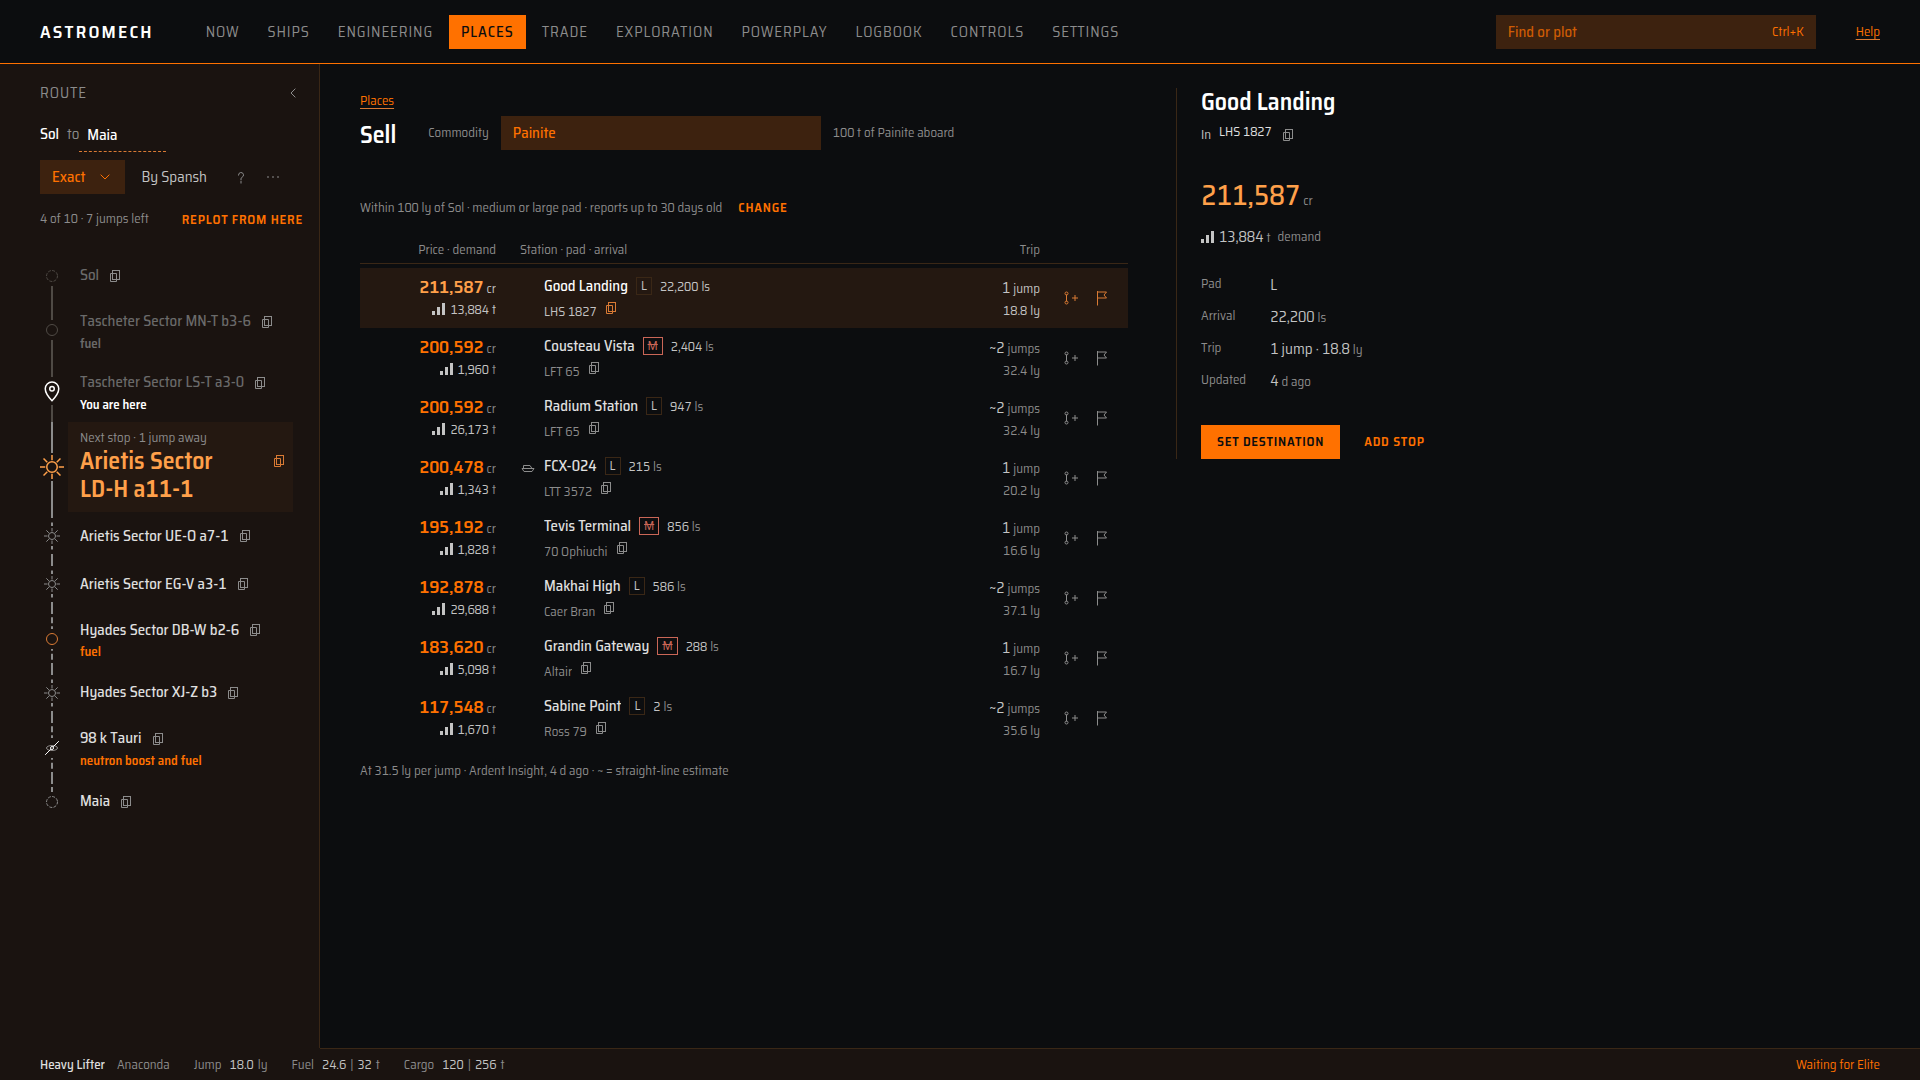 ASTROMECH
NOW SHIPS ENGINEERING PLACES TRADE EXPLORATION POWERPLAY LOGBOOK CONTROLS SETTINGS
Find or plot Ctrl+K
Help
ROUTE
Sol to Maia
Exact By Spansh ? ···
4 of 10 · 7 jumps left REPLOT FROM HERE
Sol
Tascheter Sector MN-T b3-6
fuel
Tascheter Sector LS-T a3-0
You are here
Next stop · 1 jump away
Arietis Sector
LD-H a11-1
Arietis Sector UE-O a7-1
Arietis Sector EG-V a3-1
Hyades Sector DB-W b2-6
fuel
Hyades Sector XJ-Z b3
98 k Tauri
neutron boost and fuel
Maia
Places
Sell Commodity Painite 100 t of Painite aboard
Within 100 ly of Sol · medium or large pad · reports up to 30 days old CHANGE
Price · demand Station · pad · arrival Trip
211,587 cr Good Landing L 22,200 ls 1 jump
13,884 t LHS 1827 18.8 ly
200,592 cr Cousteau Vista M 2,404 ls ~2 jumps
1,960 t LFT 65 32.4 ly
200,592 cr Radium Station L 947 ls ~2 jumps
26,173 t LFT 65 32.4 ly
200,478 cr FCX-024 L 215 ls 1 jump
1,343 t LTT 3572 20.2 ly
195,192 cr Tevis Terminal M 856 ls 1 jump
1,828 t 70 Ophiuchi 16.6 ly
192,878 cr Makhai High L 586 ls ~2 jumps
29,688 t Caer Bran 37.1 ly
183,620 cr Grandin Gateway M 288 ls 1 jump
5,098 t Altair 16.7 ly
117,548 cr Sabine Point L 2 ls ~2 jumps
1,670 t Ross 79 35.6 ly
At 31.5 ly per jump · Ardent Insight, 4 d ago · ~ = straight-line estimate
Good Landing
In LHS 1827
211,587 cr
13,884 t demand
Pad L
Arrival 22,200 ls
Trip 1 jump · 18.8 ly
Updated 4 d ago
SET DESTINATION ADD STOP
Heavy Lifter Anaconda Jump 18.0 ly Fuel 24.6 | 32 t Cargo 120 | 256 t
Waiting for Elite